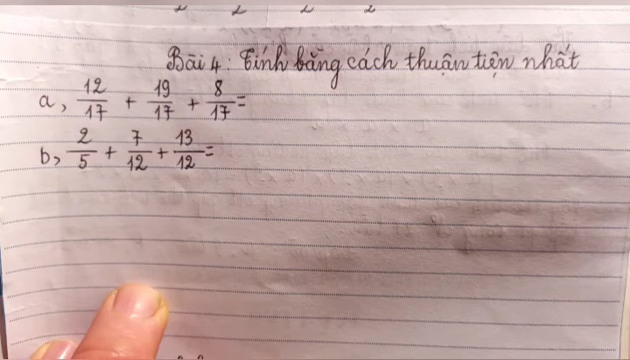 Bài 4: Tính bằng cách thuận tiện nhất
a, 12/17 + 19/17 + 8/17 =
b, 2/5 + 7/12 + 13/12 =